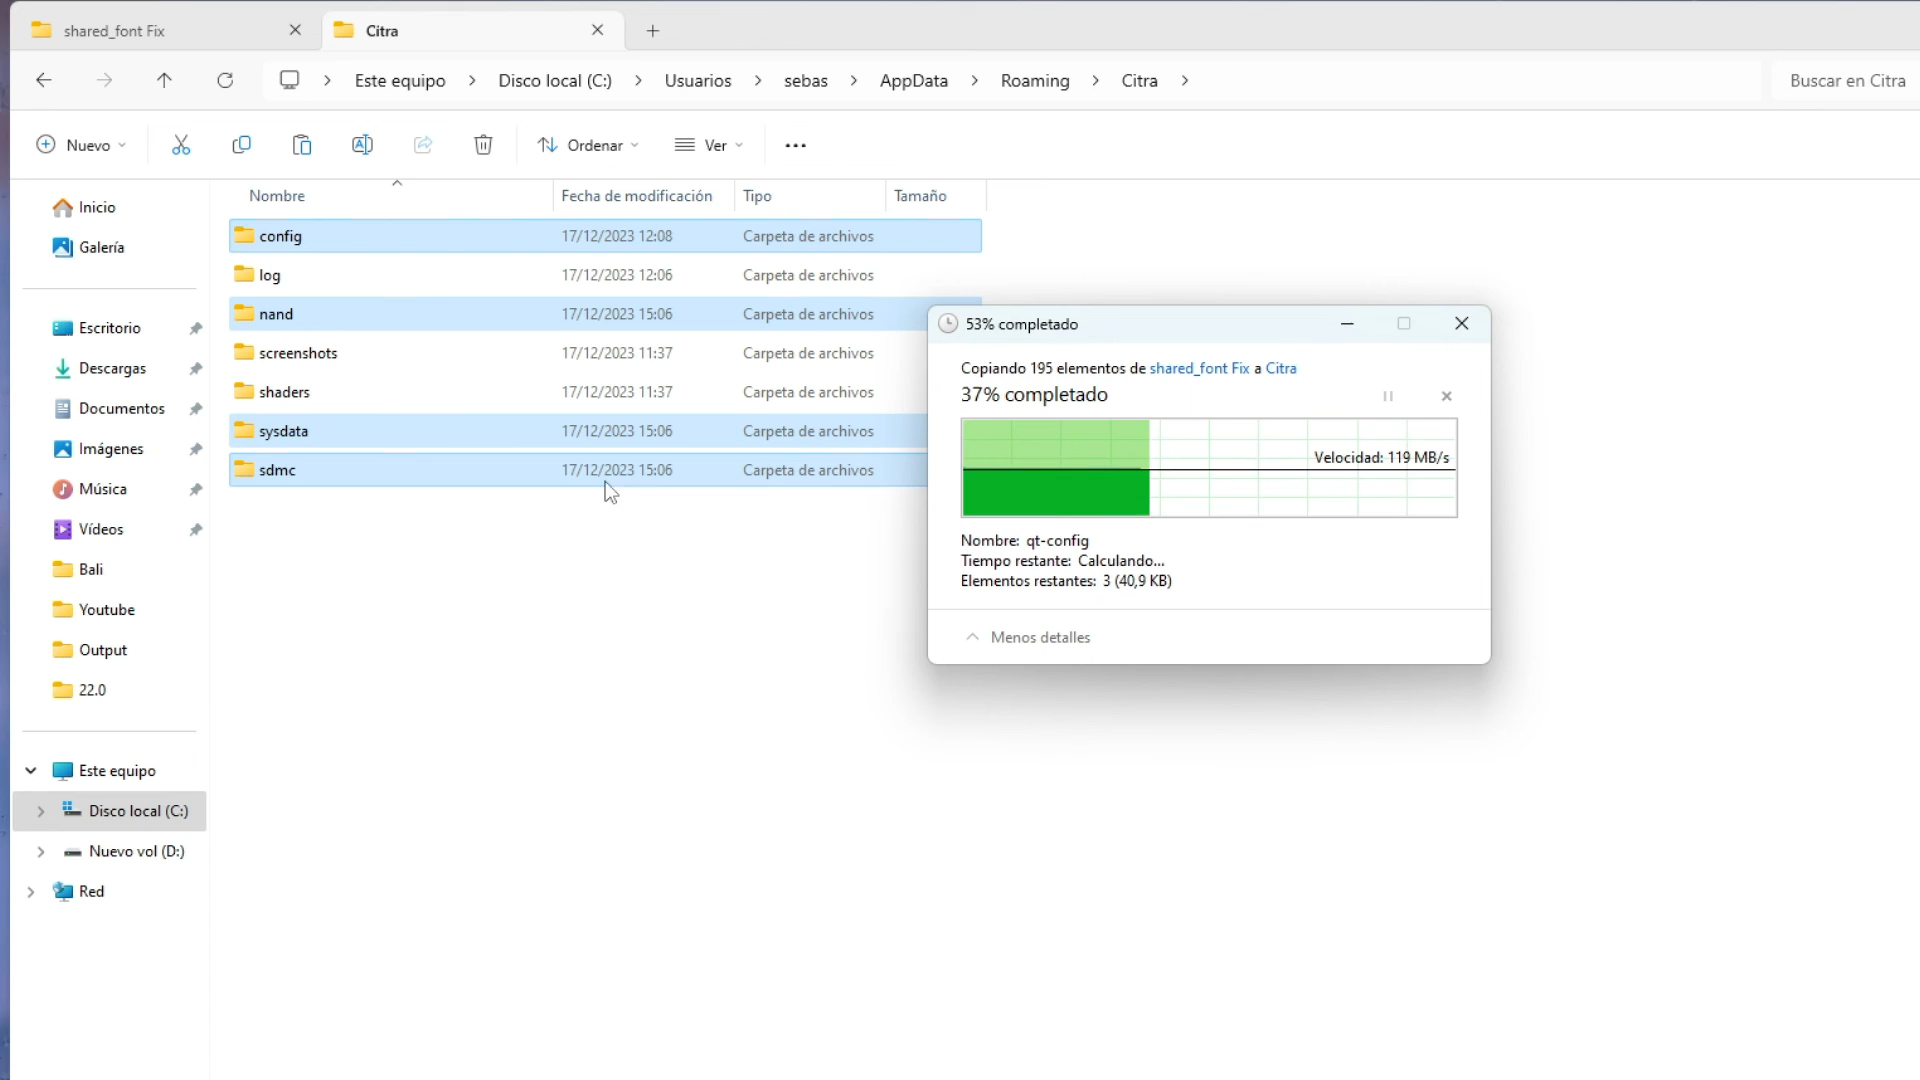 shared_font Fix
Citra
Este equipo
Disco local (C:)
Usuarios
sebas
AppData
Roaming
Citra
Buscar en Citra
Nuevo
Ordenar
Ver
Nombre
Fecha de modificación
Tipo
Tamaño
config
17/12/2023 12:08
Carpeta de archivos
log
17/12/2023 12:06
Carpeta de archivos
nand
17/12/2023 15:06
Carpeta de archivos
screenshots
17/12/2023 11:37
Carpeta de archivos
shaders
17/12/2023 11:37
Carpeta de archivos
sysdata
17/12/2023 15:06
Carpeta de archivos
sdmc
17/12/2023 15:06
Carpeta de archivos
Inicio
Galería
Escritorio
Descargas
Documentos
Imágenes
Música
Vídeos
Bali
Youtube
Output
22.0
Este equipo
Disco local (C:)
Nuevo vol (D:)
Red
53% completado
Copiando 195 elementos de shared_font Fix a Citra
37% completado
Velocidad: 119 MB/s
Nombre: qt-config
Tiempo restante: Calculando...
Elementos restantes: 3 (40,9 KB)
Menos detalles